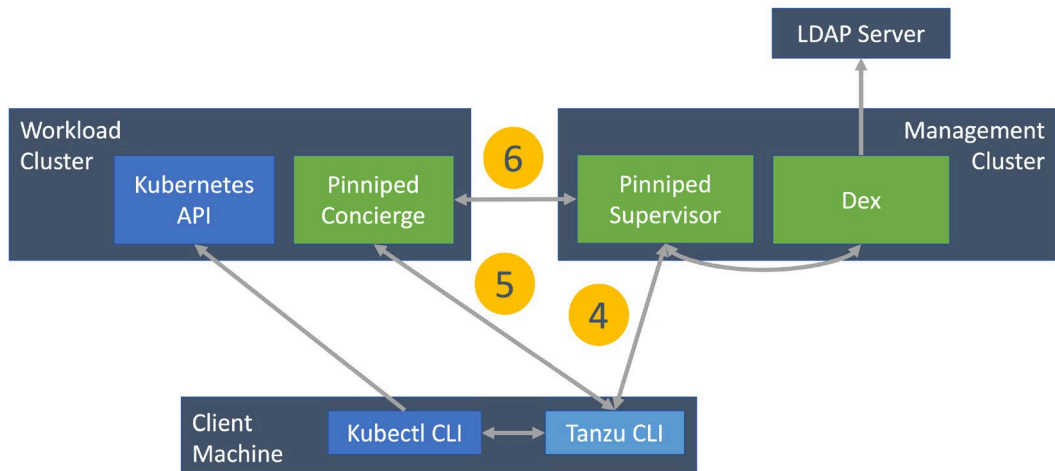 LDAP Server
Workload
Cluster
Management
Cluster
6
Kubernetes
API
Pinniped
Concierge
Pinniped
Supervisor
Dex
5
4
Client
Machine
Kubectl CLI
Tanzu CLI